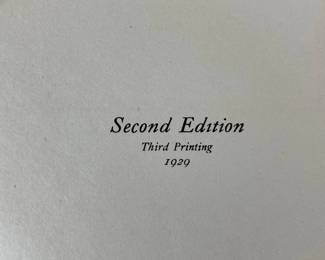 Second Edition
Third Printing
1929